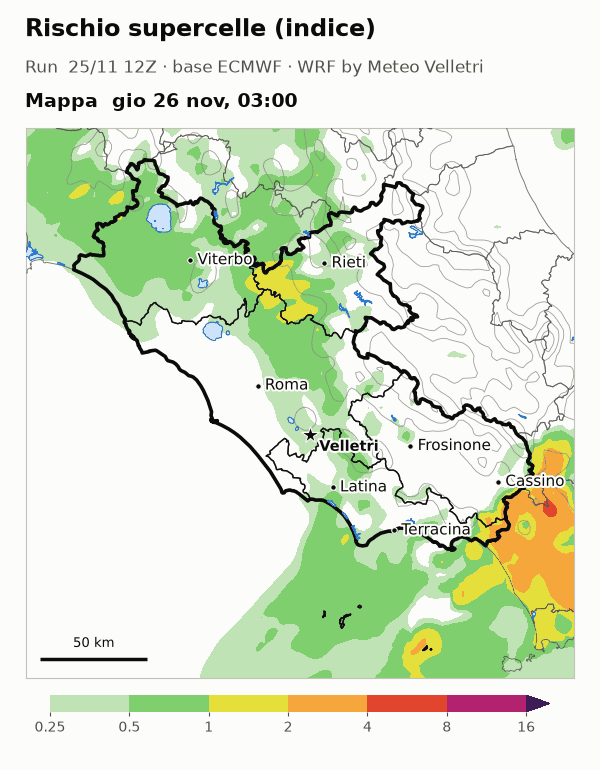 Rischio supercelle (indice)
Run  25/11 12Z · base ECMWF · WRF by Meteo Velletri
Mappa  gio 26 nov, 03:00
Viterbo
Rieti
Roma
Velletri
Frosinone
Cassino
Latina
Terracina
50 km
0.25 0.5 1 2 4 8 16